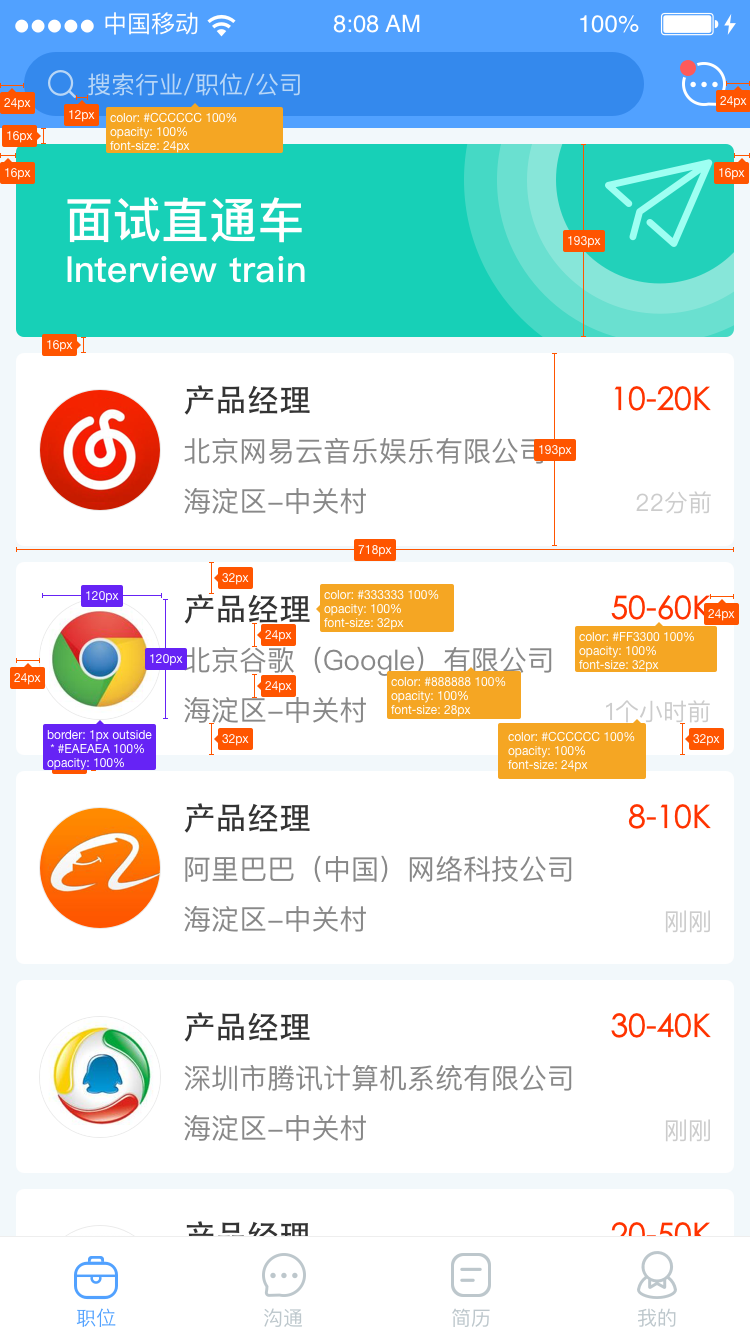 中国移动 8:08 AM 100%
搜索行业/职位/公司
24px
12px
24px
color: #CCCCCC 100%
opacity: 100%
font-size: 24px
16px
16px
16px
面试直通车
Interview train
193px
16px
产品经理 10-20K
北京网易云音乐娱乐有限公司
193px
海淀区-中关村 22分前
718px
32px
120px
产品经理 50-60K
color: #333333 100%
opacity: 100%
font-size: 32px
24px
24px
color: #FF3300 100%
opacity: 100%
font-size: 32px
120px
北京谷歌（Google）有限公司
24px
24px
color: #888888 100%
opacity: 100%
font-size: 28px
海淀区-中关村 1个小时前
border: 1px outside
* #EAEAEA 100%
opacity: 100%
32px
color: #CCCCCC 100%
opacity: 100%
font-size: 24px
32px
产品经理 8-10K
阿里巴巴（中国）网络科技公司
海淀区-中关村 刚刚
产品经理 30-40K
深圳市腾讯计算机系统有限公司
海淀区-中关村 刚刚
产品经理 20-50K
职位 沟通 简历 我的